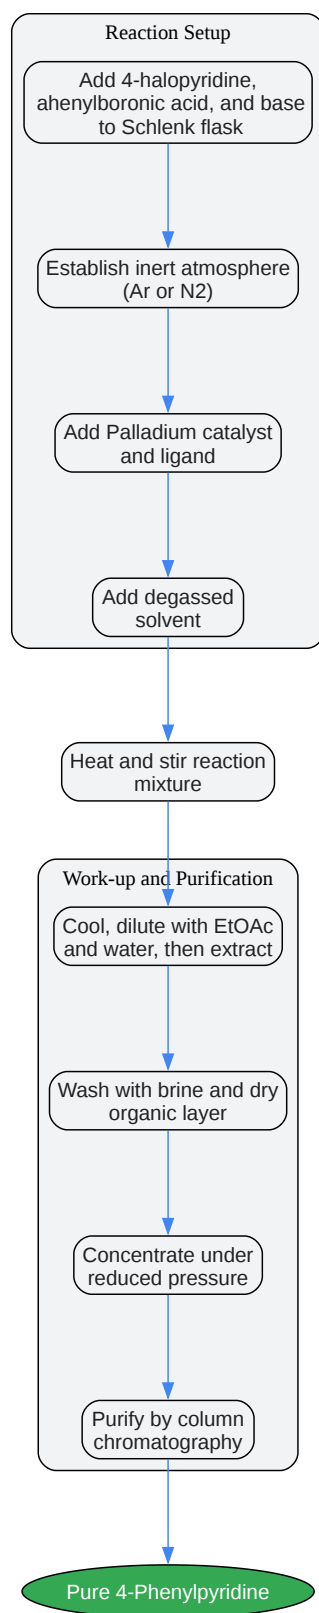 Reaction Setup
Add 4-halopyridine,
ahenylboronic acid, and base
to Schlenk flask
Establish inert atmosphere
(Ar or N2)
Add Palladium catalyst
and ligand
Add degassed
solvent
Heat and stir reaction
mixture
Work-up and Purification
Cool, dilute with EtOAc
and water, then extract
Wash with brine and dry
organic layer
Concentrate under
reduced pressure
Purify by column
chromatography
Pure 4-Phenylpyridine